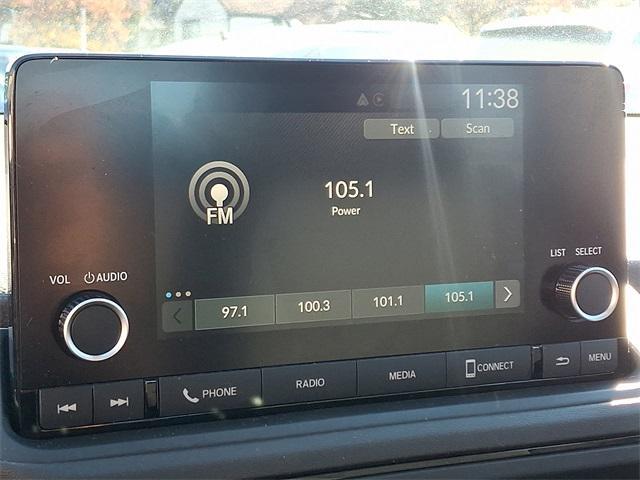 11:38
Text Scan
FM
105.1
Power
LIST SELECT
VOL AUDIO
97.1 100.3 101.1 105.1
PHONE RADIO MEDIA CONNECT MENU